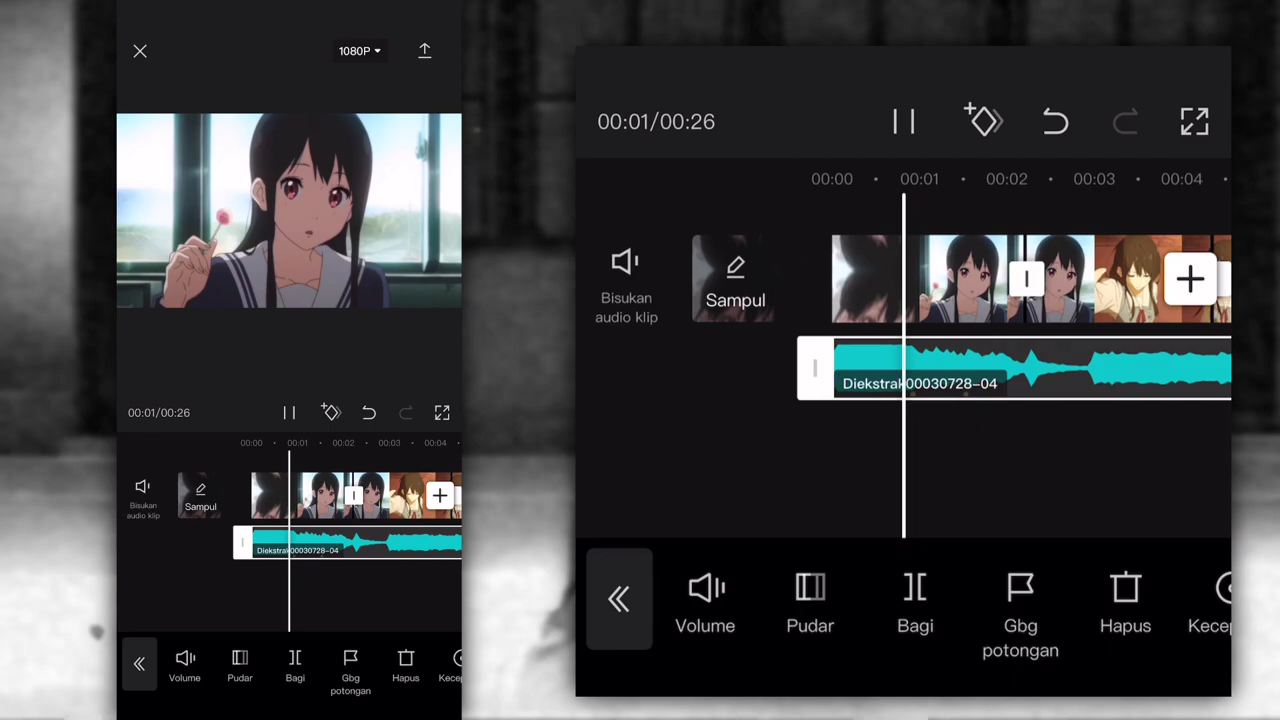 1080P
00:01/00:26
00:00
00:01
00:02
00:03
00:04
Bisukan
audio klip
Sampul
Diekstrak00030728-04
Volume
Pudar
Bagi
Gbg
potongan
Hapus
Kecep
00:01/00:26
00:00
00:01
00:02
00:03
00:04
Bisukan
audio klip
Sampul
Diekstrak00030728-04
Volume
Pudar
Bagi
Gbg
potongan
Hapus
Kecep